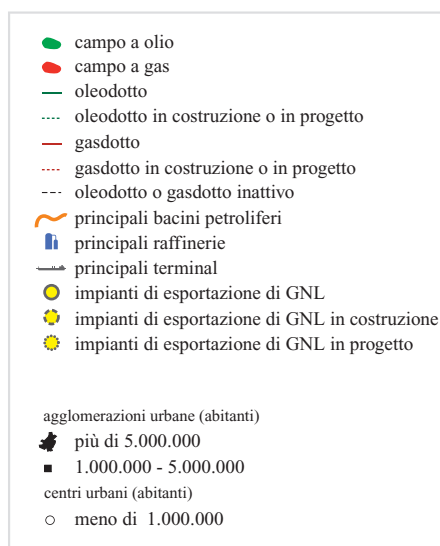 campo a olio
campo a gas
oleodotto
oleodotto in costruzione o in progetto
gasdotto
gasdotto in costruzione o in progetto
oleodotto o gasdotto inattivo
principali bacini petroliferi
principali raffinerie
principali terminal
impianti di esportazione di GNL
impianti di esportazione di GNL in costruzione
impianti di esportazione di GNL in progetto
agglomerazioni urbane (abitanti)
più di 5.000.000
1.000.000 - 5.000.000
centri urbani (abitanti)
meno di 1.000.000